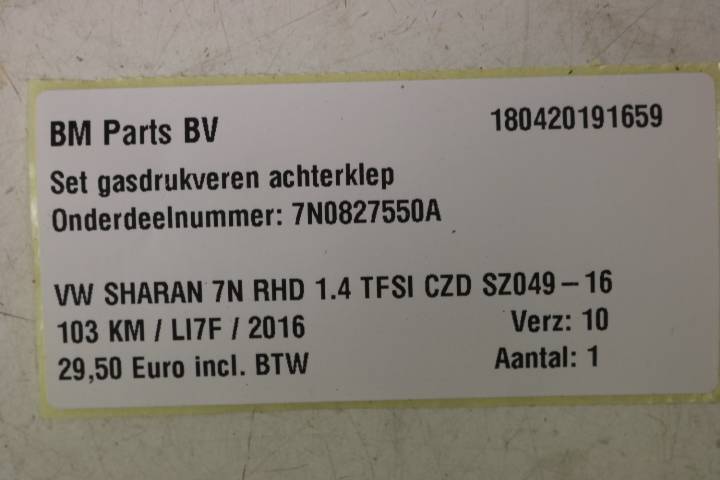 BM Parts BV 180420191659
Set gasdrukveren achterklep
Onderdeelnummer: 7N0827550A
VW SHARAN 7N RHD 1.4 TFSI CZD SZ049-16
103 KM / LI7F / 2016 Verz: 10
29,50 Euro incl. BTW Aantal: 1